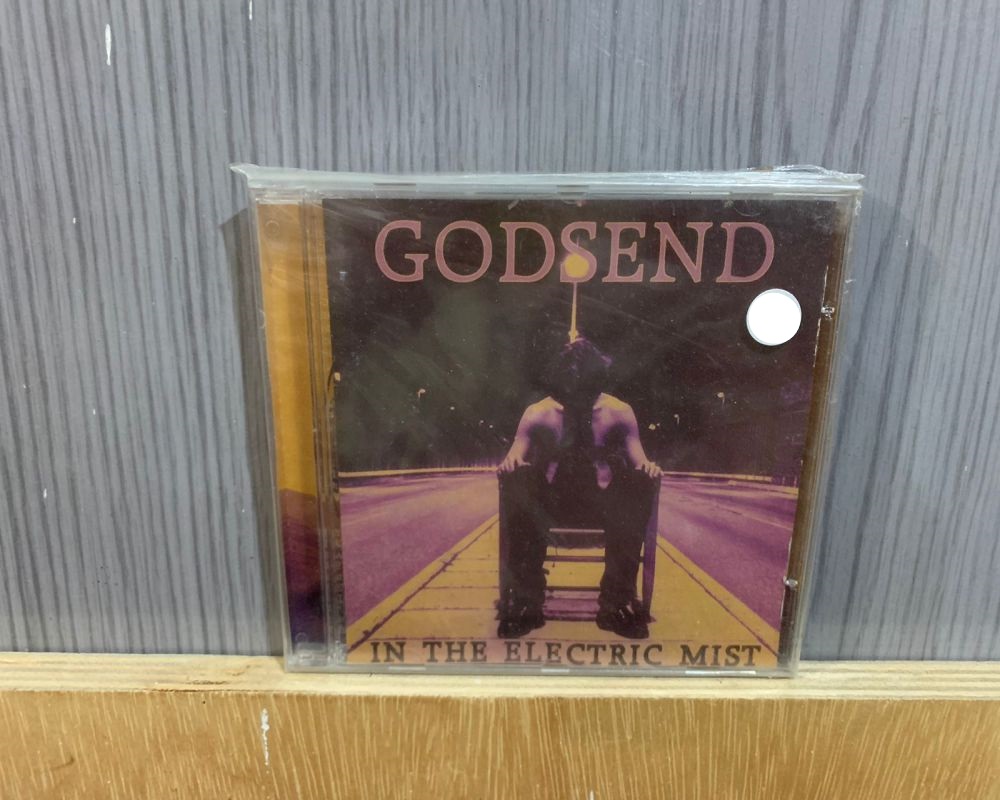 GODSEND
IN THE ELECTRIC MIST